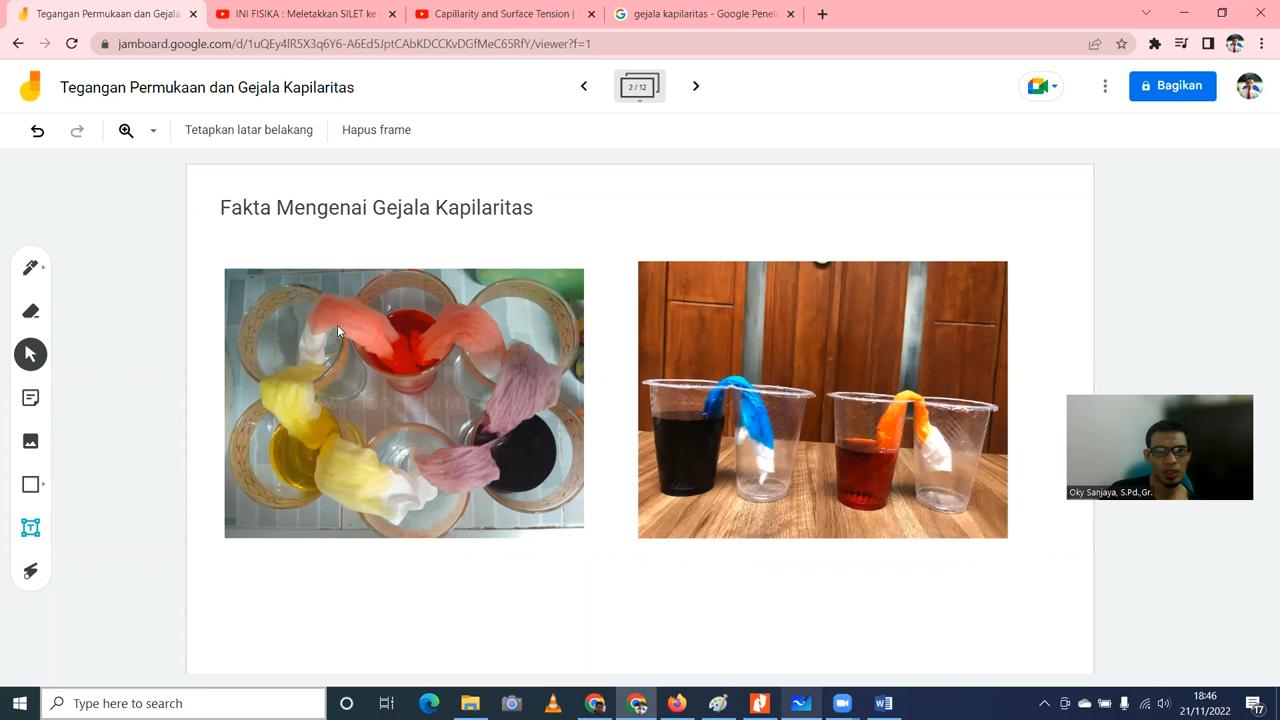 Tegangan Permukaan dan Gejala
INI FISIKA : Meletakkan SILET ke
Capillarity and Surface Tension |
gejala kapilaritas - Google Penel
jamboard.google.com/d/
/viewer?f=1
Tegangan Permukaan dan Gejala Kapilaritas
2 / 12
Bagikan
Tetapkan latar belakang
Hapus frame
Fakta Mengenai Gejala Kapilaritas
Oky Sanjaya, S.Pd.,Gr.
Type here to search
18:46
21/11/2022
17